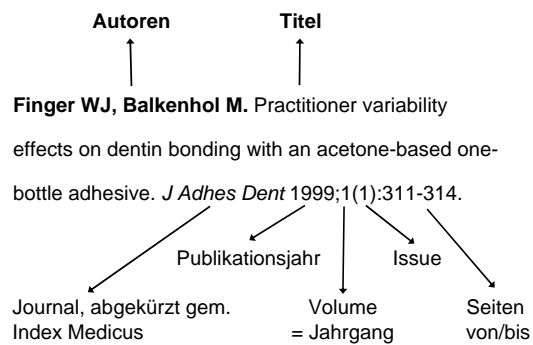 Autoren Titel
Finger WJ, Balkenhol M. Practitioner variability
effects on dentin bonding with an acetone-based one-
bottle adhesive. J Adhes Dent 1999;1(1):311-314.
Publikationsjahr Issue
Journal, abgekürzt gem. Volume Seiten
Index Medicus = Jahrgang von/bis